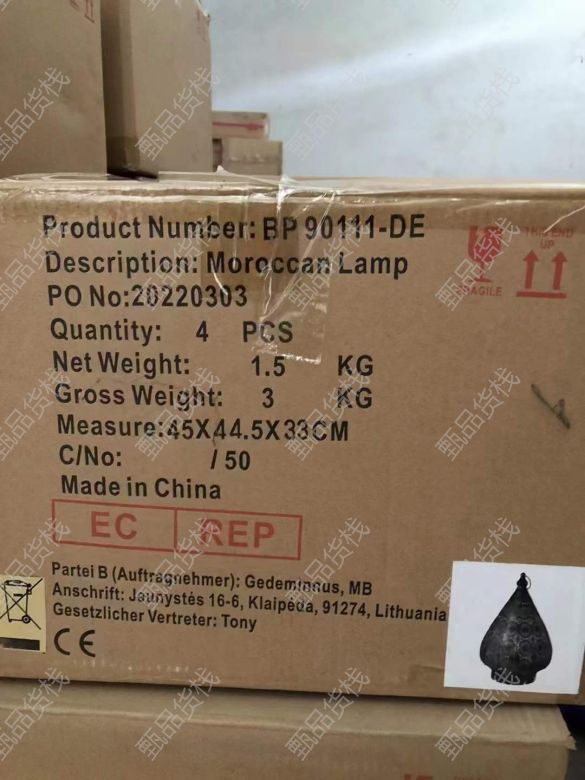 Product Number: BP 90111-DE
Description: Moroccan Lamp
PO No:20220303
Quantity: 4 PCS
Net Weight: 1.5 KG
Gross Weight: 3 KG
Measure:45X44.5X33CM
C/No: / 50
Made in China
EC REP
Partei B (Auftragnehmer): Gedeminnus, MB
Anschrift: Jaunystės 16-6, Klaipėda, 91274, Lithuania
Gesetzlicher Vertreter: Tony
CE
FRAGILE
THIS END
UP
甄品货栈